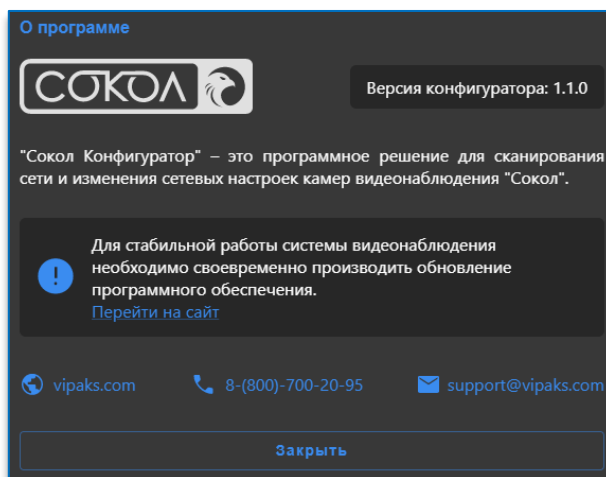 О программе
СОКОЛ
Версия конфигуратора: 1.1.0
"Сокол Конфигуратор" – это программное решение для сканирования
сети и изменения сетевых настроек камер видеонаблюдения "Сокол".
Для стабильной работы системы видеонаблюдения
необходимо своевременно производить обновление
программного обеспечения.
Перейти на сайт
vipaks.com
8-(800)-700-20-95
support@vipaks.com
Закрыть